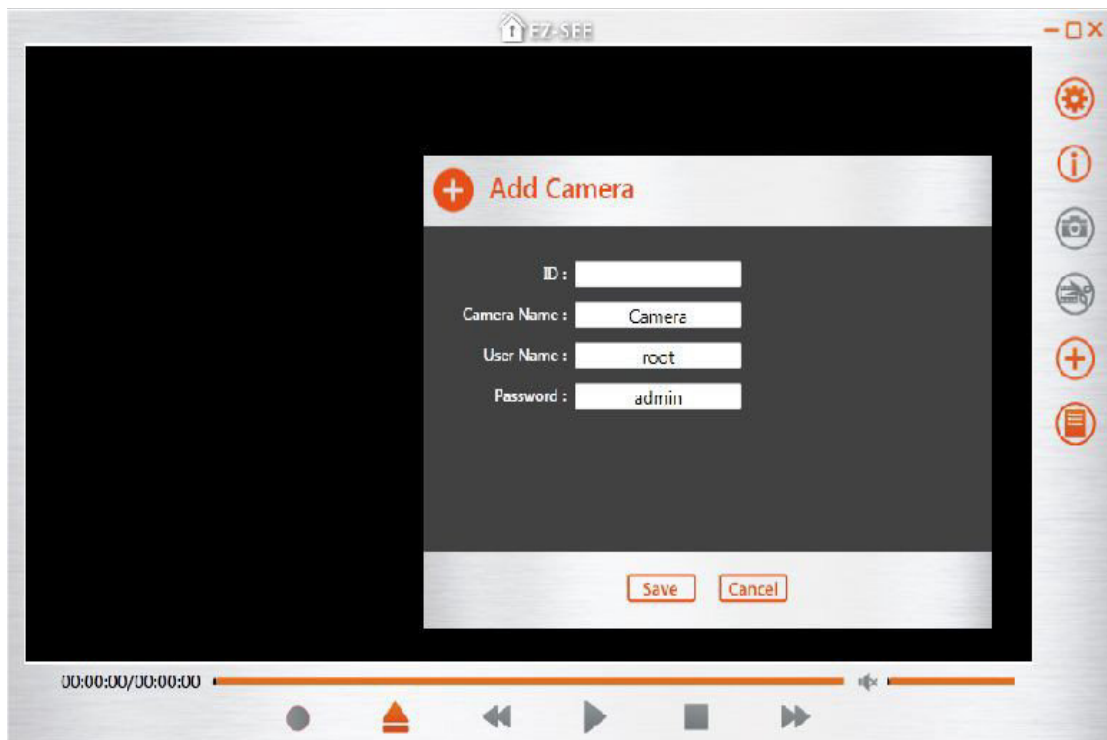 EZ-SEE
Add Camera
ID :
Camera Name : Camera
User Name : root
Password : admin
Save Cancel
00:00:00/00:00:00